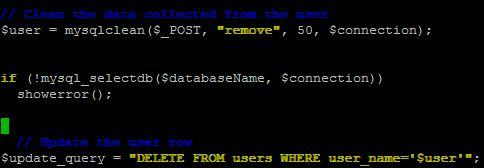 // Clean the data collected from the user
$user = mysqlclean($_POST, "remove", 50, $connection);
if (!mysql_selectdb($databaseName, $connection))
showerror();
// Update the user row
$update_query = "DELETE FROM users WHERE user_name='$user'";